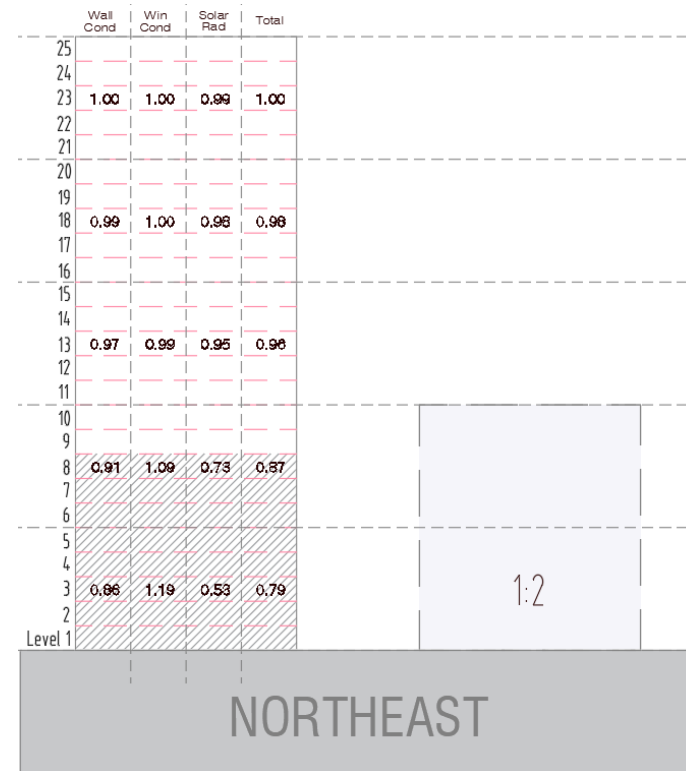 Wall Cond Win Cond Solar Rad Total
25
24
23 1.00 1.00 0.99 1.00
22
21
20
19
18 0.99 1.00 0.98 0.98
17
16
15
14
13 0.97 0.99 0.95 0.96
12
11
10
9
8 0.91 1.09 0.73 0.87
7
6
5
4
3 0.86 1.19 0.53 0.79
1:2
2
Level 1
NORTHEAST